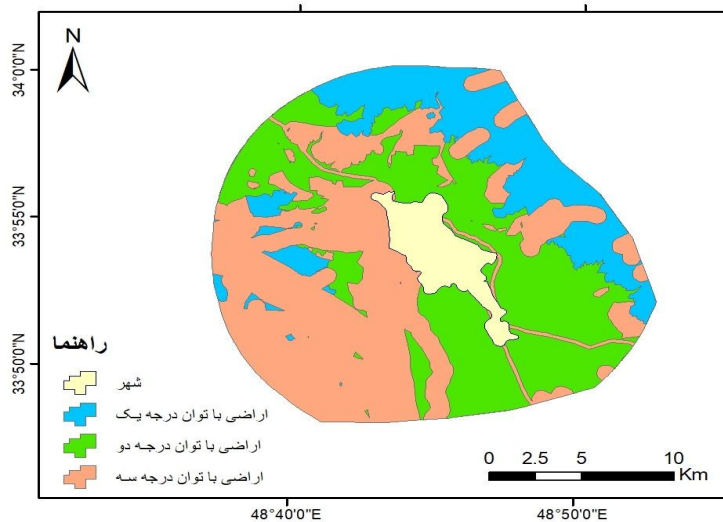 N
34°0'0"N
33°55'0"N
33°50'0"N
راهنما
شهر
اراضی با توان درجه یک
اراضی با توان درجه دو
اراضی با توان درجه سه
0 2.5 5 10
Km
48°40'0"E 48°50'0"E